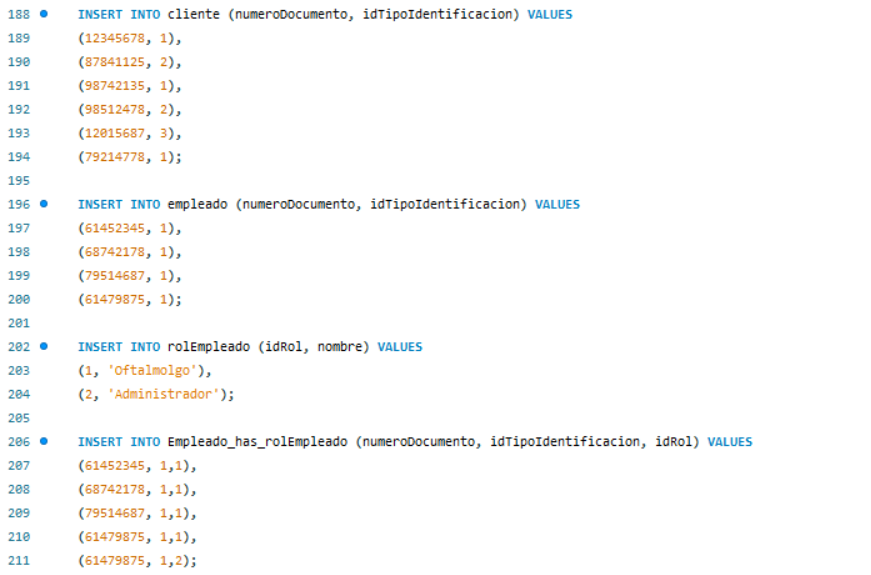 188 INSERT INTO cliente (numeroDocumento, idTipoIdentificacion) VALUES
189 (12345678, 1),
190 (87841125, 2),
191 (98742135, 1),
192 (98512478, 2),
193 (12015687, 3),
194 (79214778, 1);
195
196 INSERT INTO empleado (numeroDocumento, idTipoIdentificacion) VALUES
197 (61452345, 1),
198 (68742178, 1),
199 (79514687, 1),
200 (61479875, 1);
201
202 INSERT INTO rolEmpleado (idRol, nombre) VALUES
203 (1, 'Oftalmolgo'),
204 (2, 'Administrador');
205
206 INSERT INTO Empleado_has_rolEmpleado (numeroDocumento, idTipoIdentificacion, idRol) VALUES
207 (61452345, 1,1),
208 (68742178, 1,1),
209 (79514687, 1,1),
210 (61479875, 1,1),
211 (61479875, 1,2);